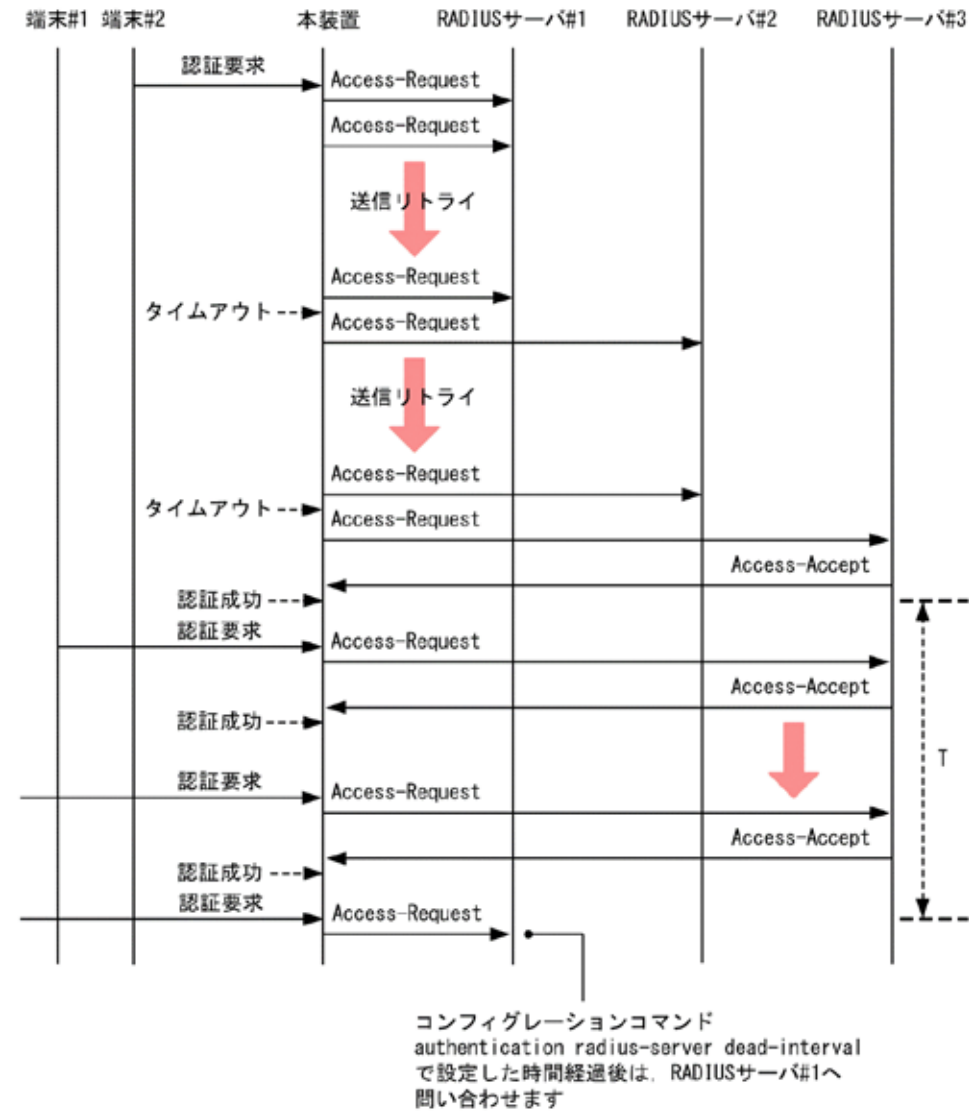 端末#1 端末#2 本装置 RADIUSサーバ#1 RADIUSサーバ#2 RADIUSサーバ#3
認証要求
Access-Request
Access-Request
送信リトライ
Access-Request
タイムアウト
Access-Request
送信リトライ
Access-Request
タイムアウト
Access-Request
Access-Accept
認証成功
認証要求
Access-Request
Access-Accept
認証成功
T
認証要求
Access-Request
Access-Accept
認証成功
認証要求
Access-Request
コンフィグレーションコマンド
authentication radius-server dead-interval
で設定した時間経過後は，RADIUSサーバ#1へ
問い合わせます